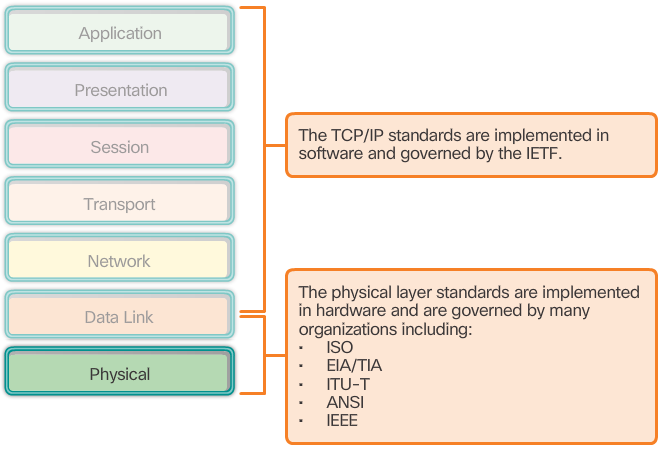 Application
Presentation
Session
Transport
Network
Data Link
Physical
The TCP/IP standards are implemented in
software and governed by the IETF.
The physical layer standards are implemented
in hardware and are governed by many
organizations including:
• ISO
• EIA/TIA
• ITU-T
• ANSI
• IEEE